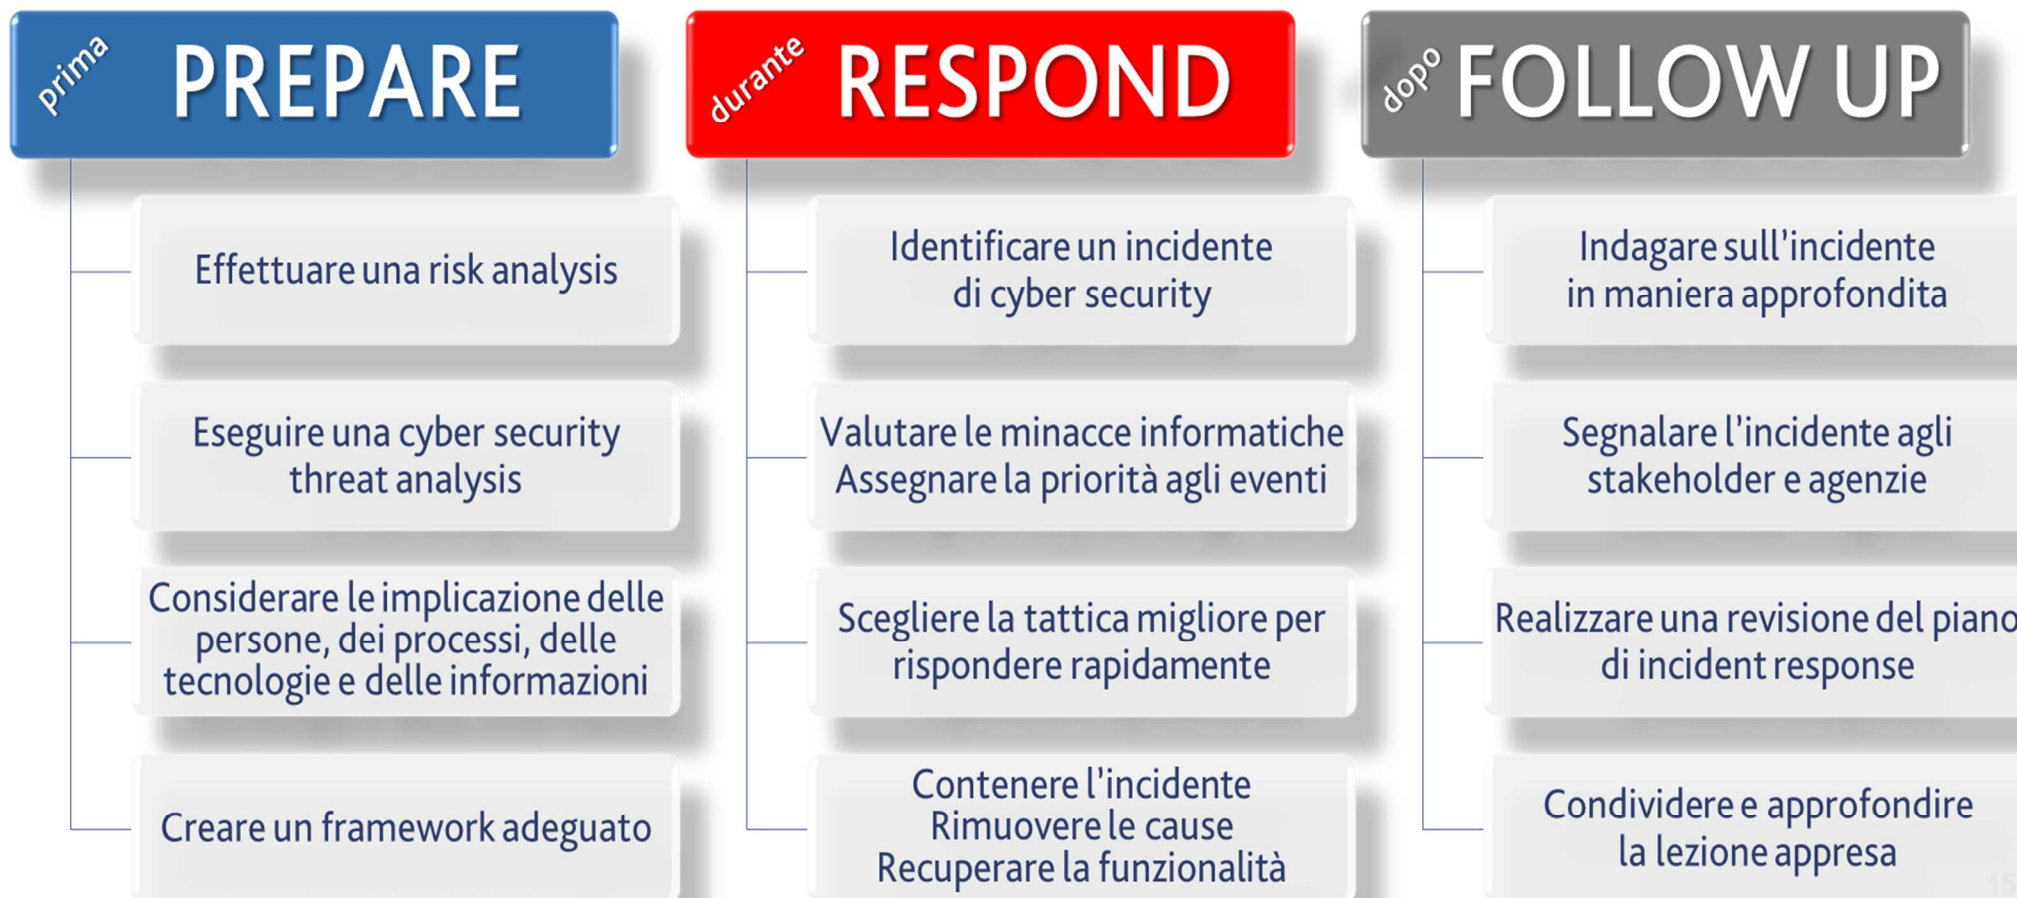 prima
PREPARE
Effettuare una risk analysis
Eseguire una cyber security
threat analysis
Considerare le implicazione delle
persone, dei processi, delle
tecnologie e delle informazioni
Creare un framework adeguato
durante
RESPOND
Identificare un incidente
di cyber security
Valutare le minacce informatiche
Assegnare la priorità agli eventi
Scegliere la tattica migliore per
rispondere rapidamente
Contenere l'incidente
Rimuovere le cause
Recuperare la funzionalità
dopo
FOLLOW UP
Indagare sull'incidente
in maniera approfondita
Segnalare l'incidente agli
stakeholder e agenzie
Realizzare una revisione del piano
di incident response
Condividere e approfondire
la lezione appresa
15